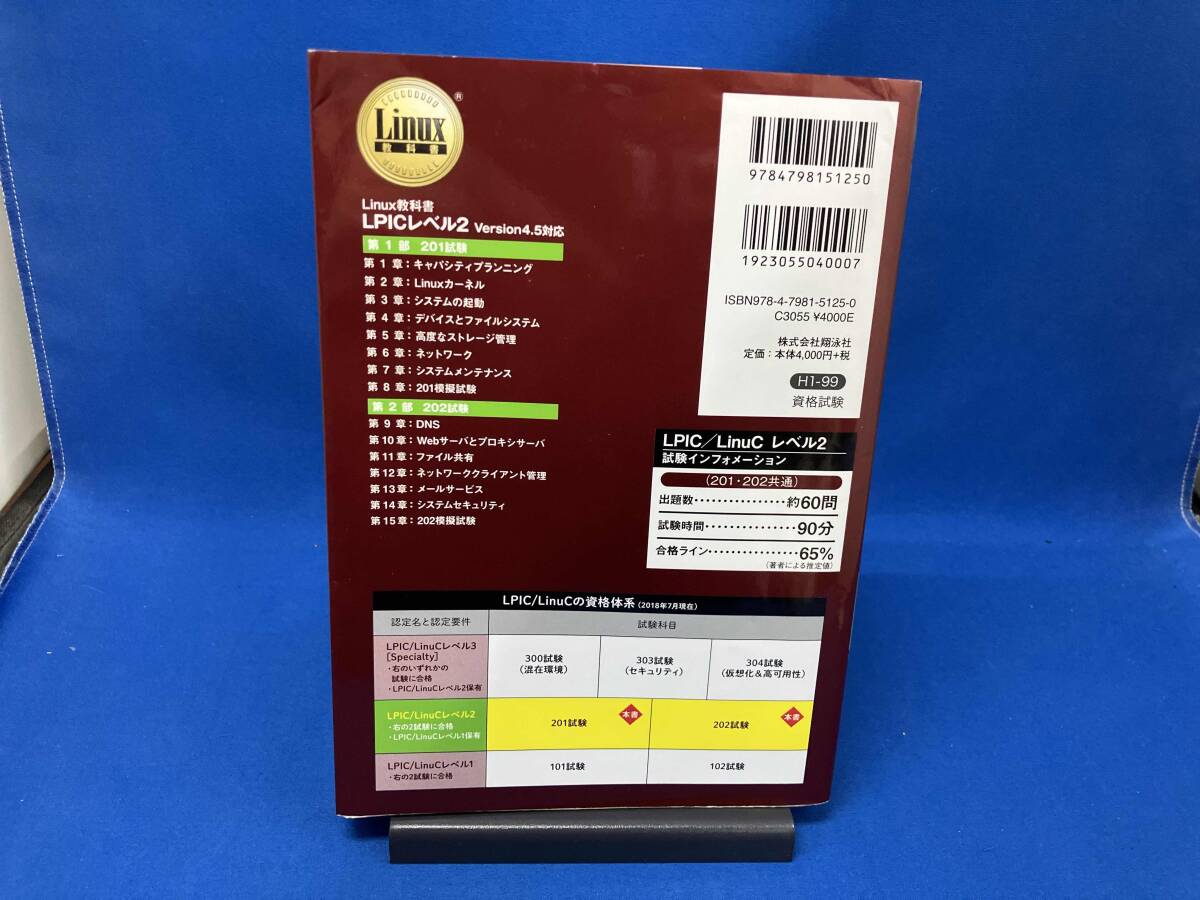 Linux
教科書
®
Linux教科書
LPICレベル2 Version4.5対応
第1部 201試験
第1章:キャパシティプランニング
第2章:Linuxカーネル
第3章:システムの起動
第4章:デバイスとファイルシステム
第5章:高度なストレージ管理
第6章:ネットワーク
第7章:システムメンテナンス
第8章:201模擬試験
第2部 202試験
第9章:DNS
第10章:Webサーバとプロキシサーバ
第11章:ファイル共有
第12章:ネットワーククライアント管理
第13章:メールサービス
第14章:システムセキュリティ
第15章:202模擬試験
9784798151250
1923055040007
ISBN978-4-7981-5125-0
C3055 ¥4000E
株式会社翔泳社
定価:本体4,000円+税
H1-99
資格試験
LPIC/LinuC レベル2
試験インフォメーション
(201・202共通)
出題数・・・・・・・・・・・・・・・・約60問
試験時間・・・・・・・・・・・・・・・90分
合格ライン・・・・・・・・・・・・・・・65%
(著者による推定値)
LPIC/LinuCの資格体系(2018年7月現在)
認定名と認定要件 試験科目
LPIC/LinuCレベル3
[Specialty]
・右のいずれかの
試験に合格
・LPIC/LinuCレベル2保有
300試験
(混在環境)
303試験
(セキュリティ)
304試験
(仮想化&高可用性)
LPIC/LinuCレベル2
・右の2試験に合格
・LPIC/LinuCレベル1保有
201試験 本書
202試験 本書
LPIC/LinuCレベル1
・右の2試験に合格
101試験
102試験